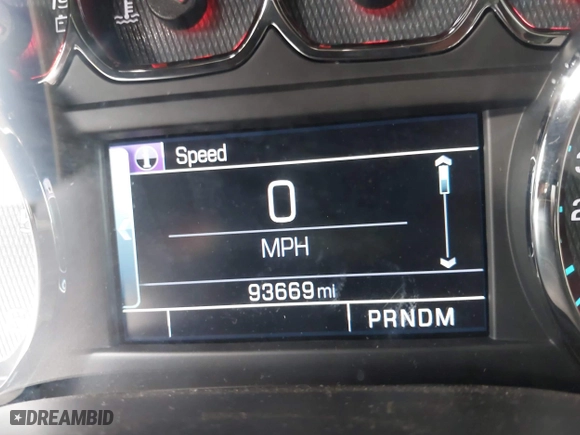 Speed
0
MPH
93669 mi
PRNDM
DREAMBID